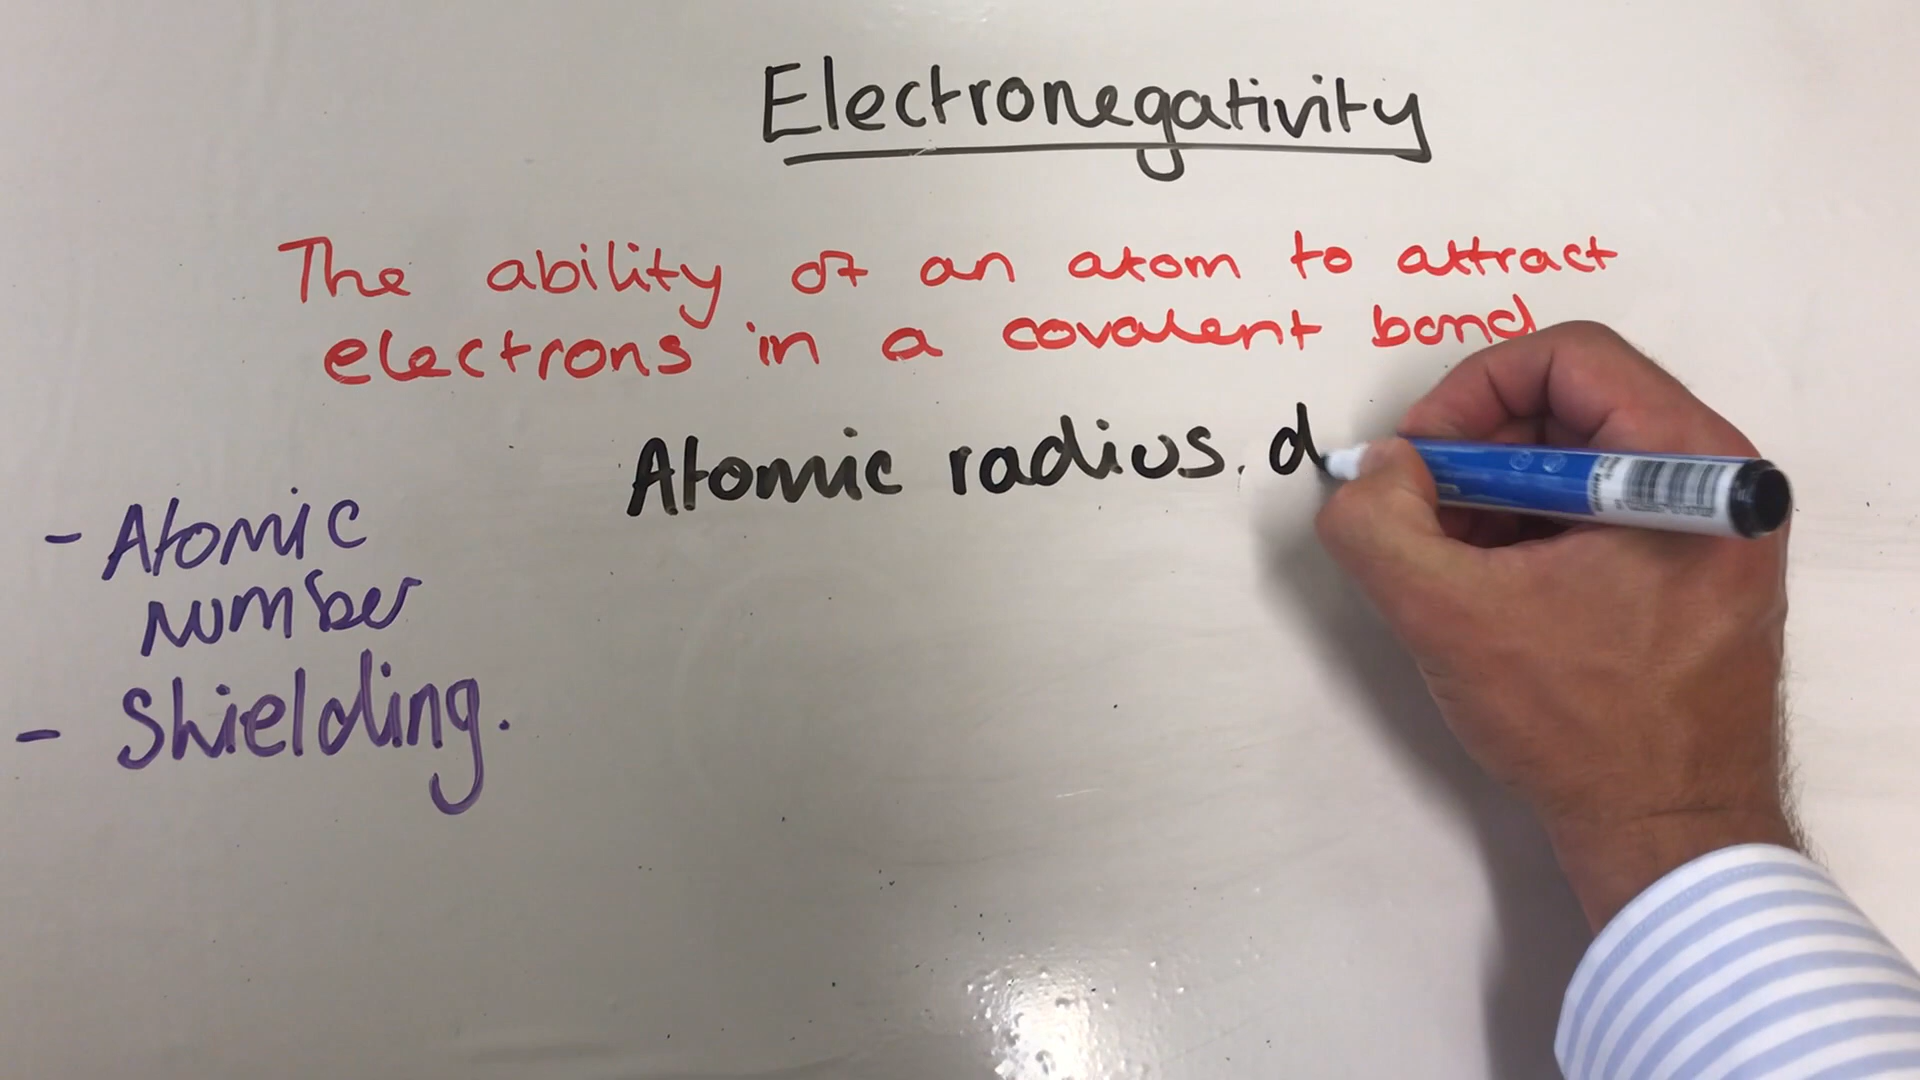 Electronegativity
The ability of an atom to attract
electrons in a covalent bond
Atomic radius. d
- Atomic
number
- Shielding.